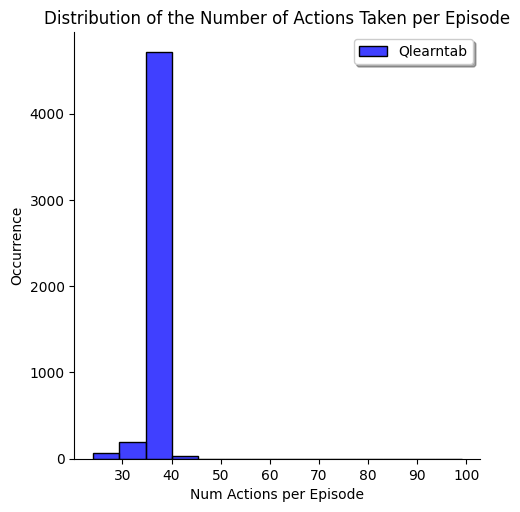 Distribution of the Number of Actions Taken per Episode
Qlearntab
4000
3000
2000
1000
0
Occurrence
30 40 50 60 70 80 90 100
Num Actions per Episode